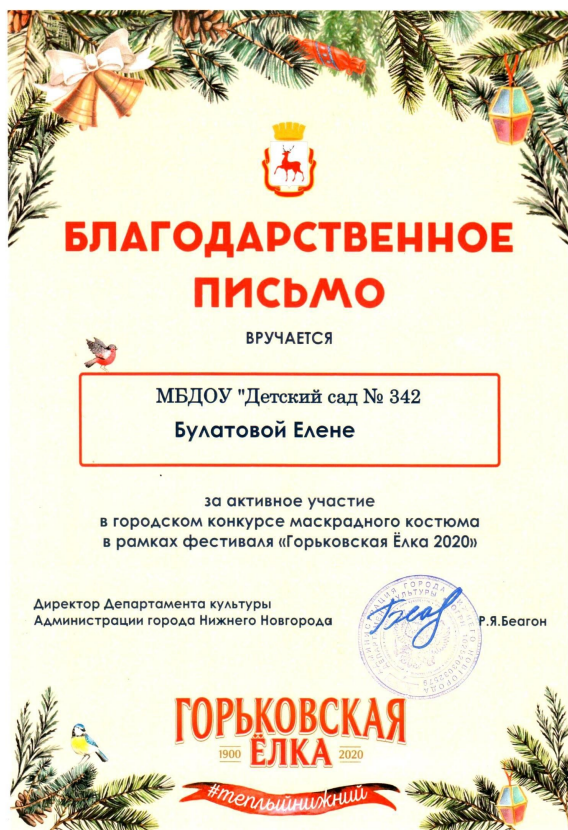 БЛАГОДАРСТВЕННОЕ
ПИСЬМО
ВРУЧАЕТСЯ
МБДОУ "Детский сад № 342
Булатовой Елене
за активное участие
в городском конкурсе маскрадного костюма
в рамках фестиваля «Горьковская Ёлка 2020»
Директор Департамента культуры
Администрации города Нижнего Новгорода
Р.Я.Беагон
ГОРЬКОВСКАЯ
1900 ЁЛКА 2020
#теплыйнижний